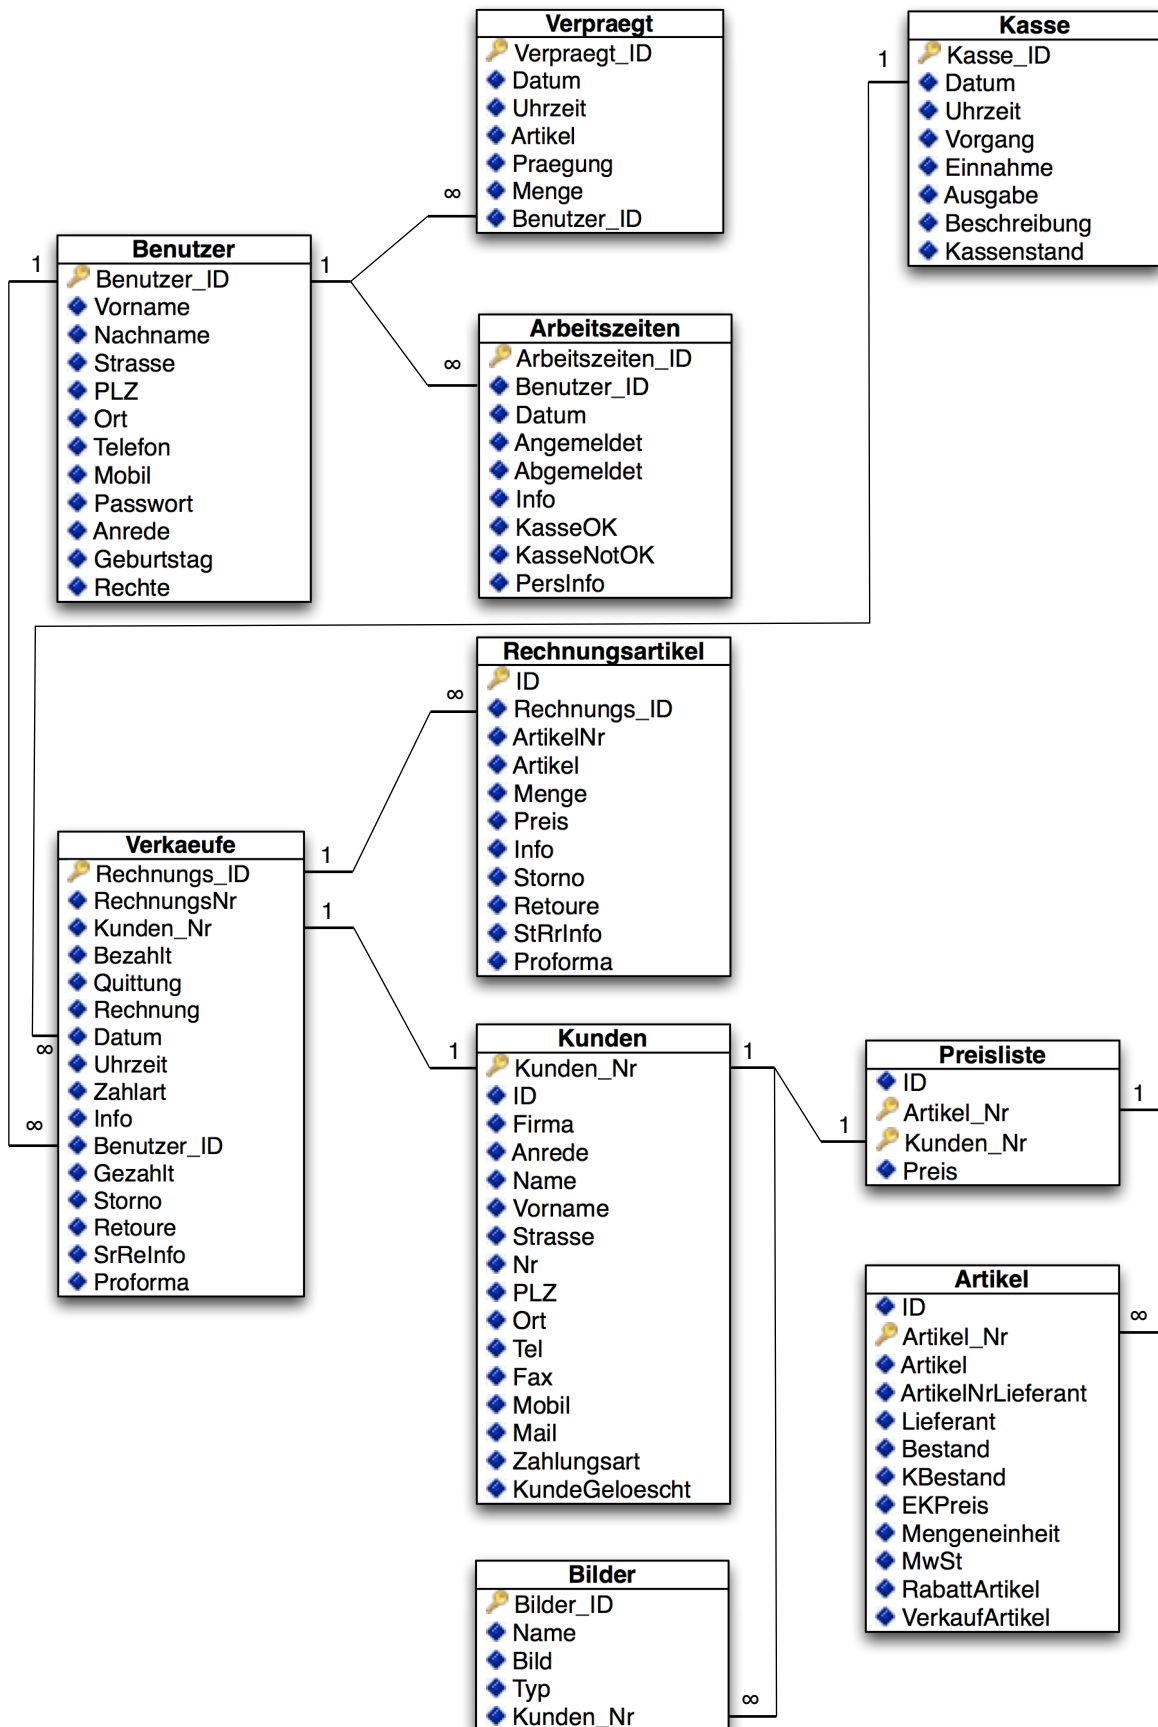 Verpraegt
Verpraegt_ID
Datum
Uhrzeit
Artikel
Praegung
Menge
Benutzer_ID
∞
Kasse
1
Kasse_ID
Datum
Uhrzeit
Vorgang
Einnahme
Ausgabe
Beschreibung
Kassenstand
Benutzer
1
1
Benutzer_ID
Vorname
Nachname
Strasse
PLZ
Ort
Telefon
Mobil
Passwort
Anrede
Geburtstag
Rechte
Arbeitszeiten
∞
Arbeitszeiten_ID
Benutzer_ID
Datum
Angemeldet
Abgemeldet
Info
KasseOK
KasseNotOK
PersInfo
Rechnungsartikel
∞
ID
Rechnungs_ID
ArtikelNr
Artikel
Menge
Preis
Info
Storno
Retoure
StRrInfo
Proforma
Verkaeufe
1
1
Rechnungs_ID
RechnungsNr
Kunden_Nr
Bezahlt
Quittung
Rechnung
Datum
∞
Uhrzeit
Zahlart
Info
∞
Benutzer_ID
Gezahlt
Storno
Retoure
SrReInfo
Proforma
Kunden
1
1
Kunden_Nr
ID
Firma
Anrede
Name
Vorname
Strasse
Nr
PLZ
Ort
Tel
Fax
Mobil
Mail
Zahlungsart
KundeGeloescht
Preisliste
ID
1
Artikel_Nr
1
Kunden_Nr
Preis
Artikel
ID
∞
Artikel_Nr
Artikel
ArtikelNrLieferant
Lieferant
Bestand
KBestand
EKPreis
Mengeneinheit
MwSt
RabattArtikel
VerkaufArtikel
Bilder
Bilder_ID
Name
Bild
Typ
Kunden_Nr
∞